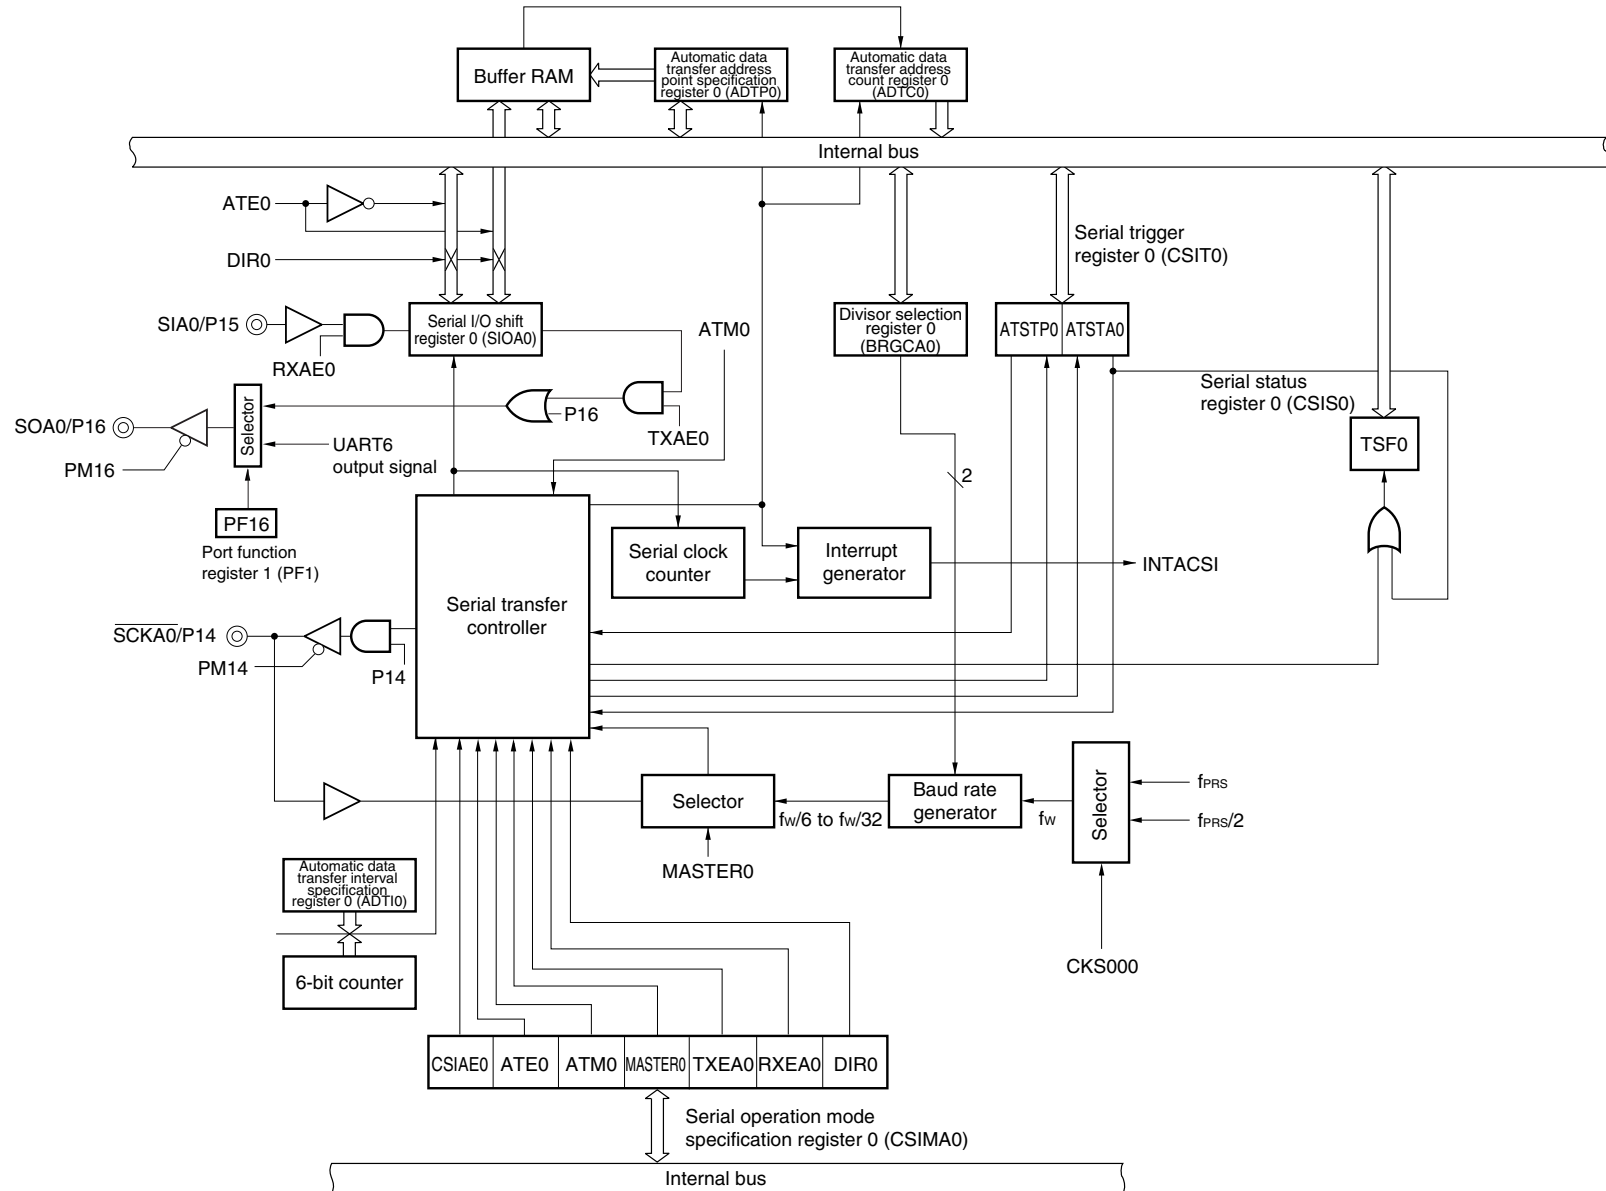 Buffer RAM
Automatic data
transfer address
point specification
register 0 (ADTP0)
Automatic data
transfer address
count register 0
(ADTC0)
Internal bus
ATE0
DIR0
Serial trigger
register 0 (CSIT0)
SIA0/P15
RXAE0
Serial I/O shift
register 0 (SIOA0)
ATM0
Divisor selection
register 0
(BRGCA0)
ATSTP0
ATSTA0
Serial status
register 0 (CSIS0)
TSF0
SOA0/P16
PM16
Selector
P16
TXAE0
UART6
output signal
2
PF16
Port function
register 1 (PF1)
Serial clock
counter
Interrupt
generator
INTACSI
Serial transfer
controller
SCKA0/P14
PM14
P14
Selector
MASTER0
fW/6 to fW/32
Baud rate
generator
fW
Selector
fPRS
fPRS/2
CKS000
Automatic data
transfer interval
specification
register 0 (ADTI0)
6-bit counter
CSIAE0
ATE0
ATM0
MASTER0
TXEA0
RXEA0
DIR0
Serial operation mode
specification register 0 (CSIMA0)
Internal bus